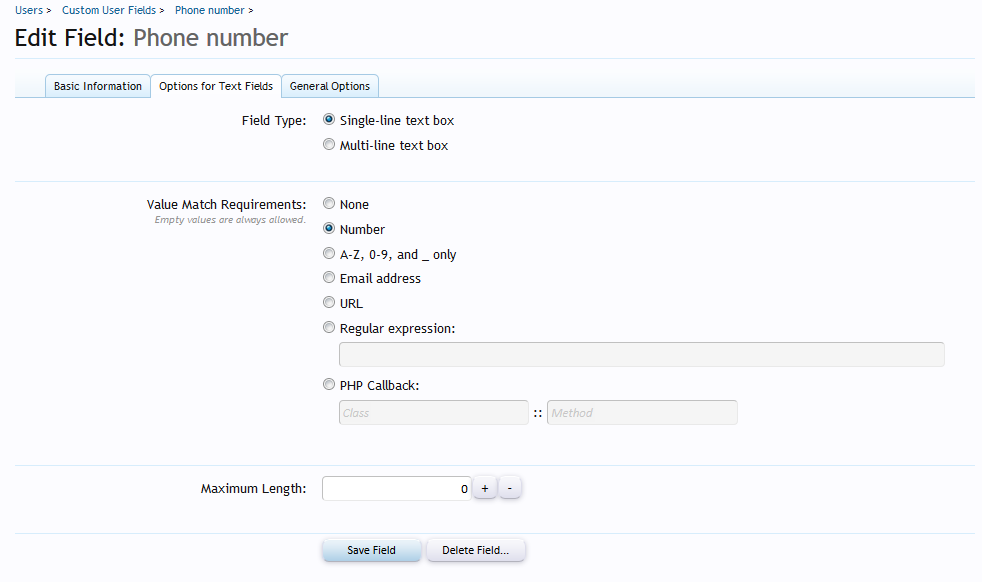 Users > Custom User Fields > Phone number >
Edit Field: Phone number
Basic Information Options for Text Fields General Options
Field Type: Single-line text box
Multi-line text box
Value Match Requirements: None
Empty values are always allowed.
Number
A-Z, 0-9, and _ only
Email address
URL
Regular expression:
PHP Callback:
Class :: Method
Maximum Length: 0 + -
Save Field Delete Field...